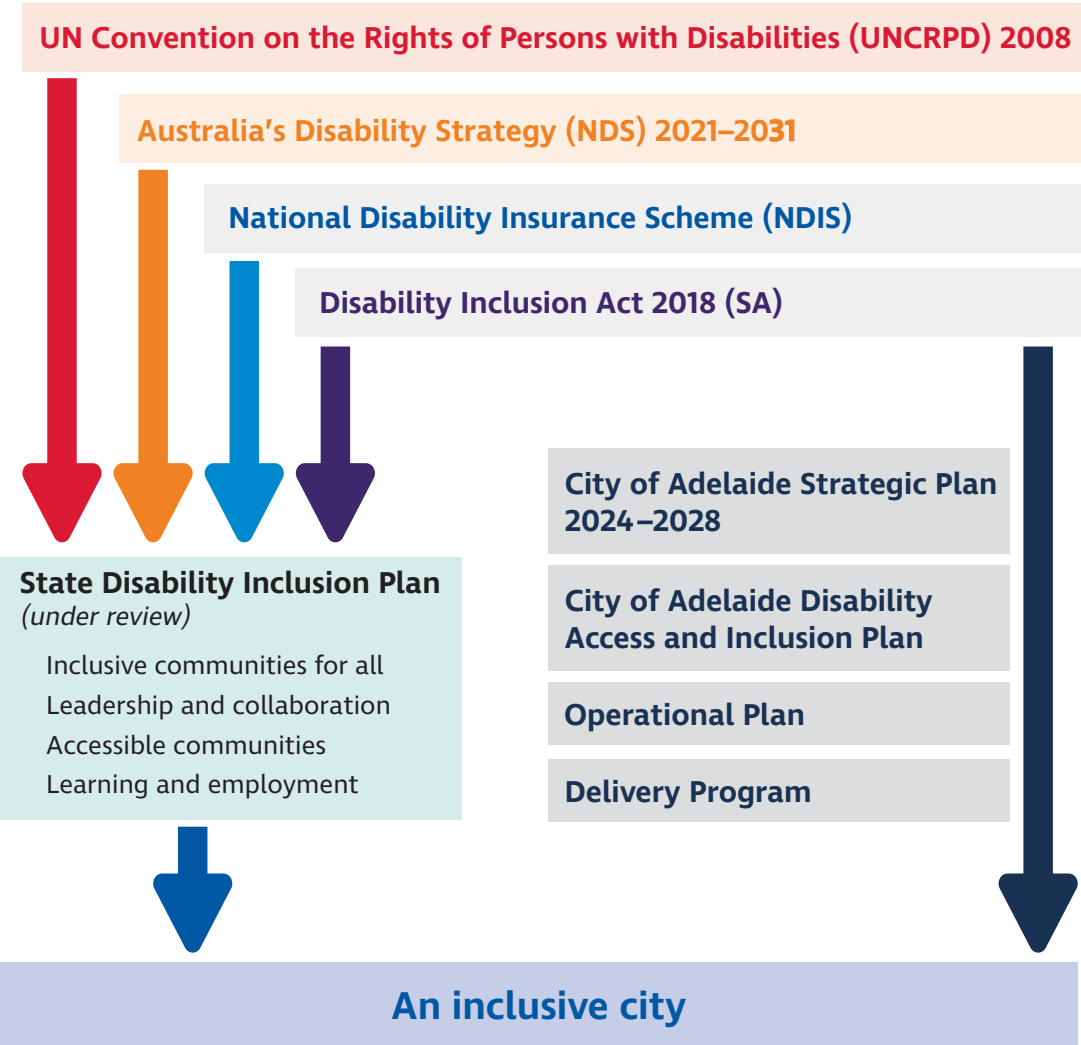 UN Convention on the Rights of Persons with Disabilities (UNCRPD) 2008
Australia's Disability Strategy (NDS) 2021–2031
National Disability Insurance Scheme (NDIS)
Disability Inclusion Act 2018 (SA)
State Disability Inclusion Plan
(under review)
Inclusive communities for all
Leadership and collaboration
Accessible communities
Learning and employment
City of Adelaide Strategic Plan
2024–2028
City of Adelaide Disability
Access and Inclusion Plan
Operational Plan
Delivery Program
An inclusive city